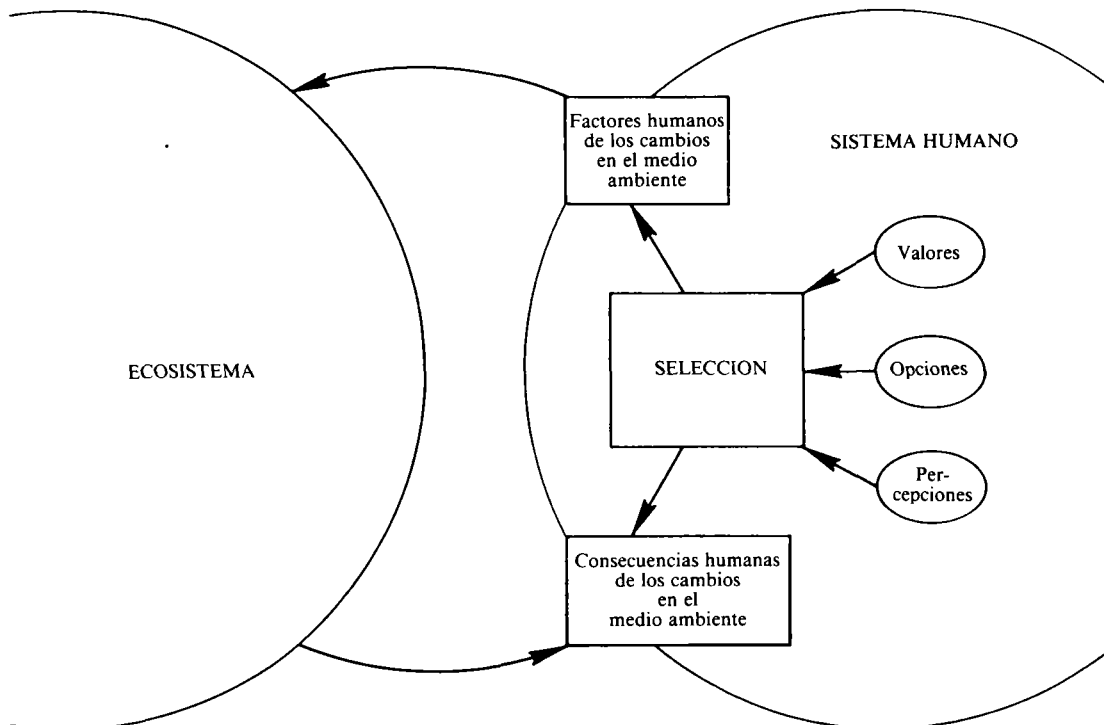 Factores humanos
de los cambios
en el medio
ambiente
SISTEMA HUMANO
Valores
ECOSISTEMA
SELECCION
Opciones
Per-
cepciones
Consecuencias humanas
de los cambios
en el
medio ambiente